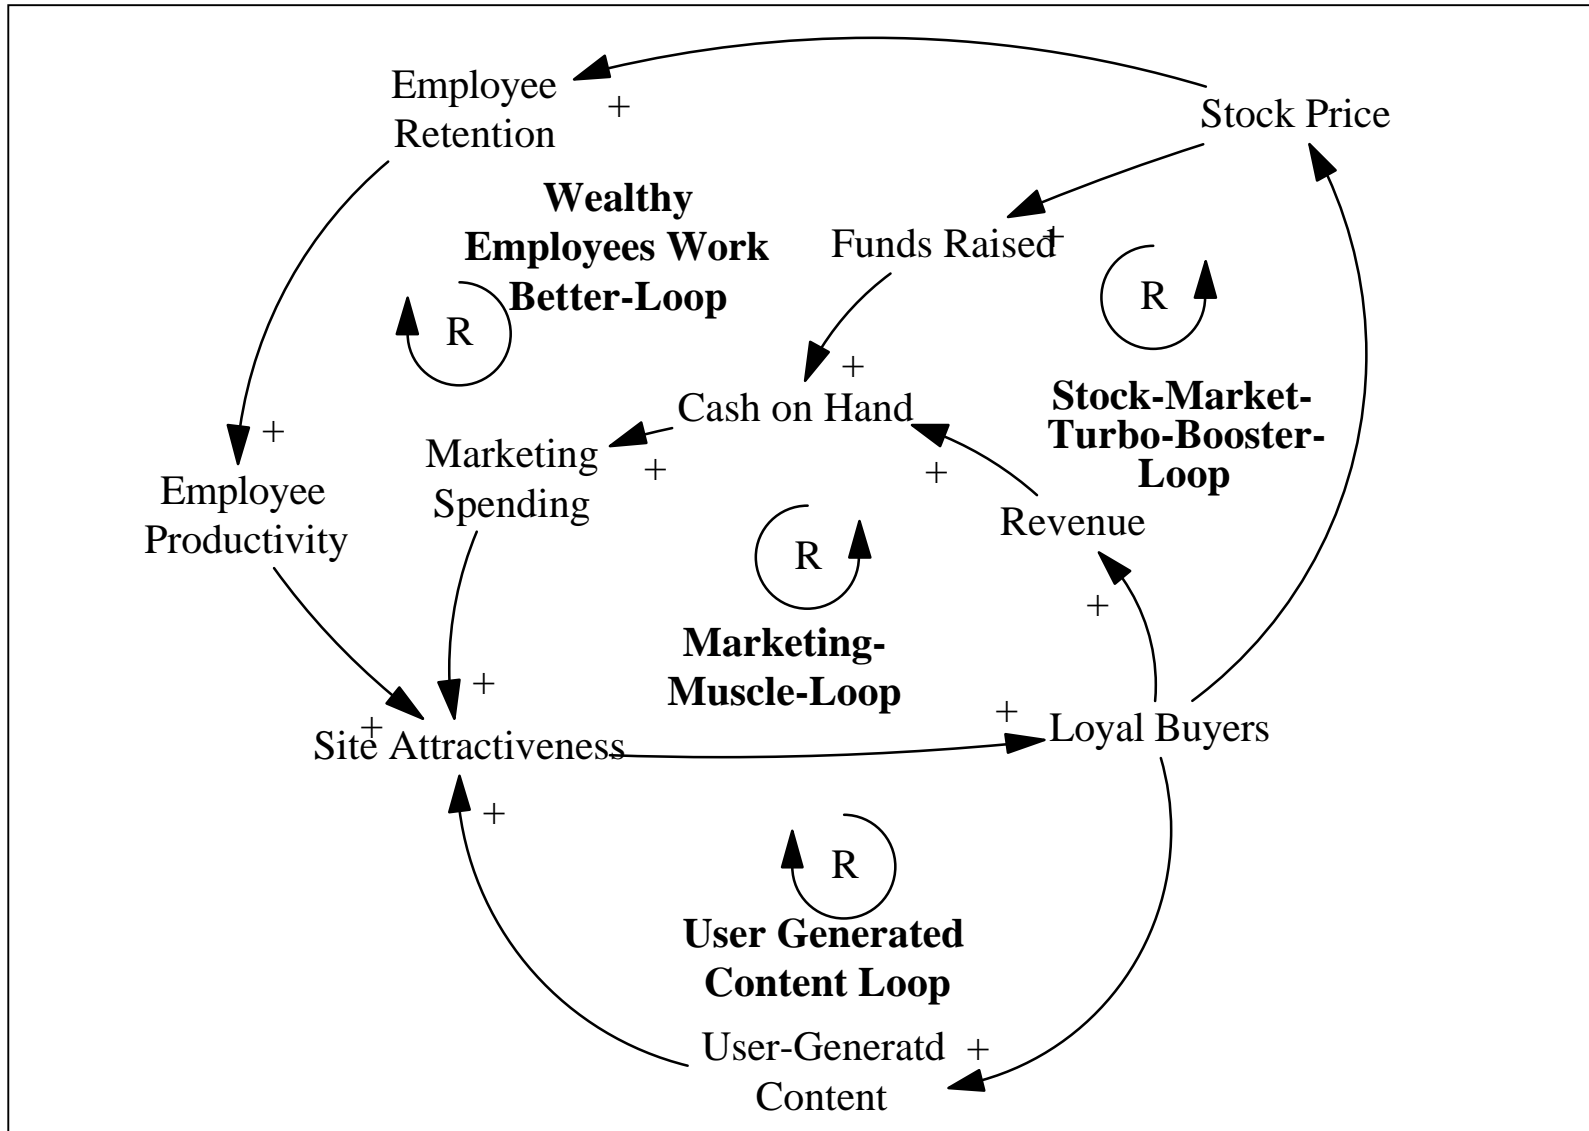 Employee
Retention
+
Stock Price
Wealthy
Employees Work
Better-Loop
R
Funds Raised
+
R
+
Cash on Hand
Stock-Market-
Turbo-Booster-
Loop
+
Marketing
Spending
+
+
Employee
Productivity
Revenue
R
+
Marketing-
Muscle-Loop
+
+
Site Attractiveness
+
Loyal Buyers
+
R
User Generated
Content Loop
User-Generatd
Content
+